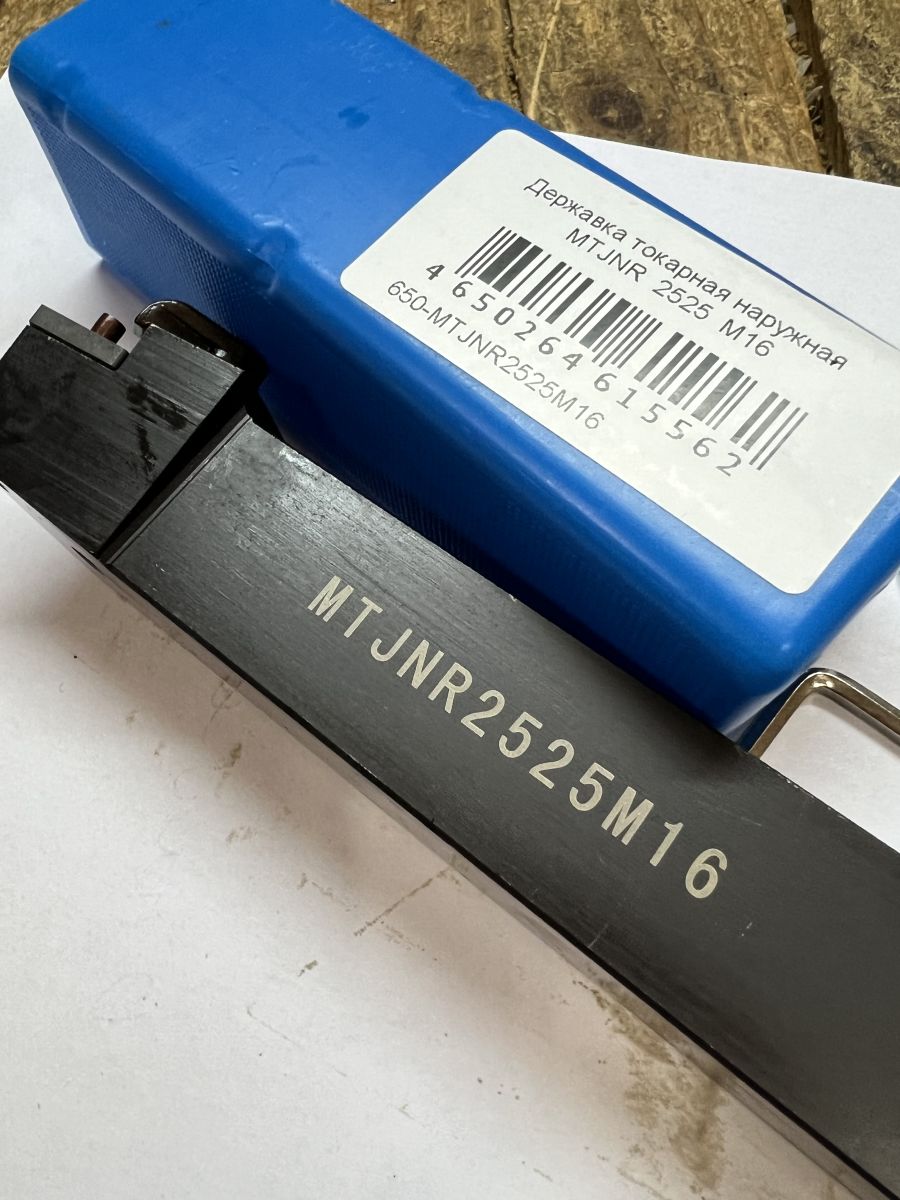 Державка токарная наружная
MTJNR 2525 M16
4650264615562
650-MTJNR2525M16
MTJNR2525M16